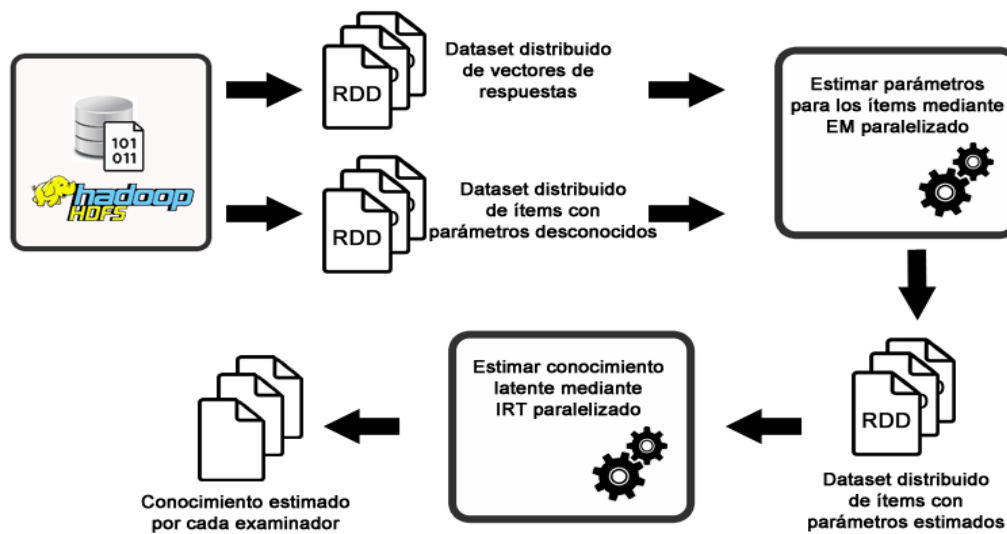 Dataset distribuido
de vectores de
respuestas
RDD
Estimar parámetros
para los ítems mediante
EM paralelizado
101
011
hadoop
HDFS
Dataset distribuido
de ítems con
parámetros desconocidos
RDD
Estimar conocimiento
latente mediante
IRT paralelizado
RDD
Conocimiento estimado
por cada examinador
Dataset distribuido
de ítems con
parámetros estimados